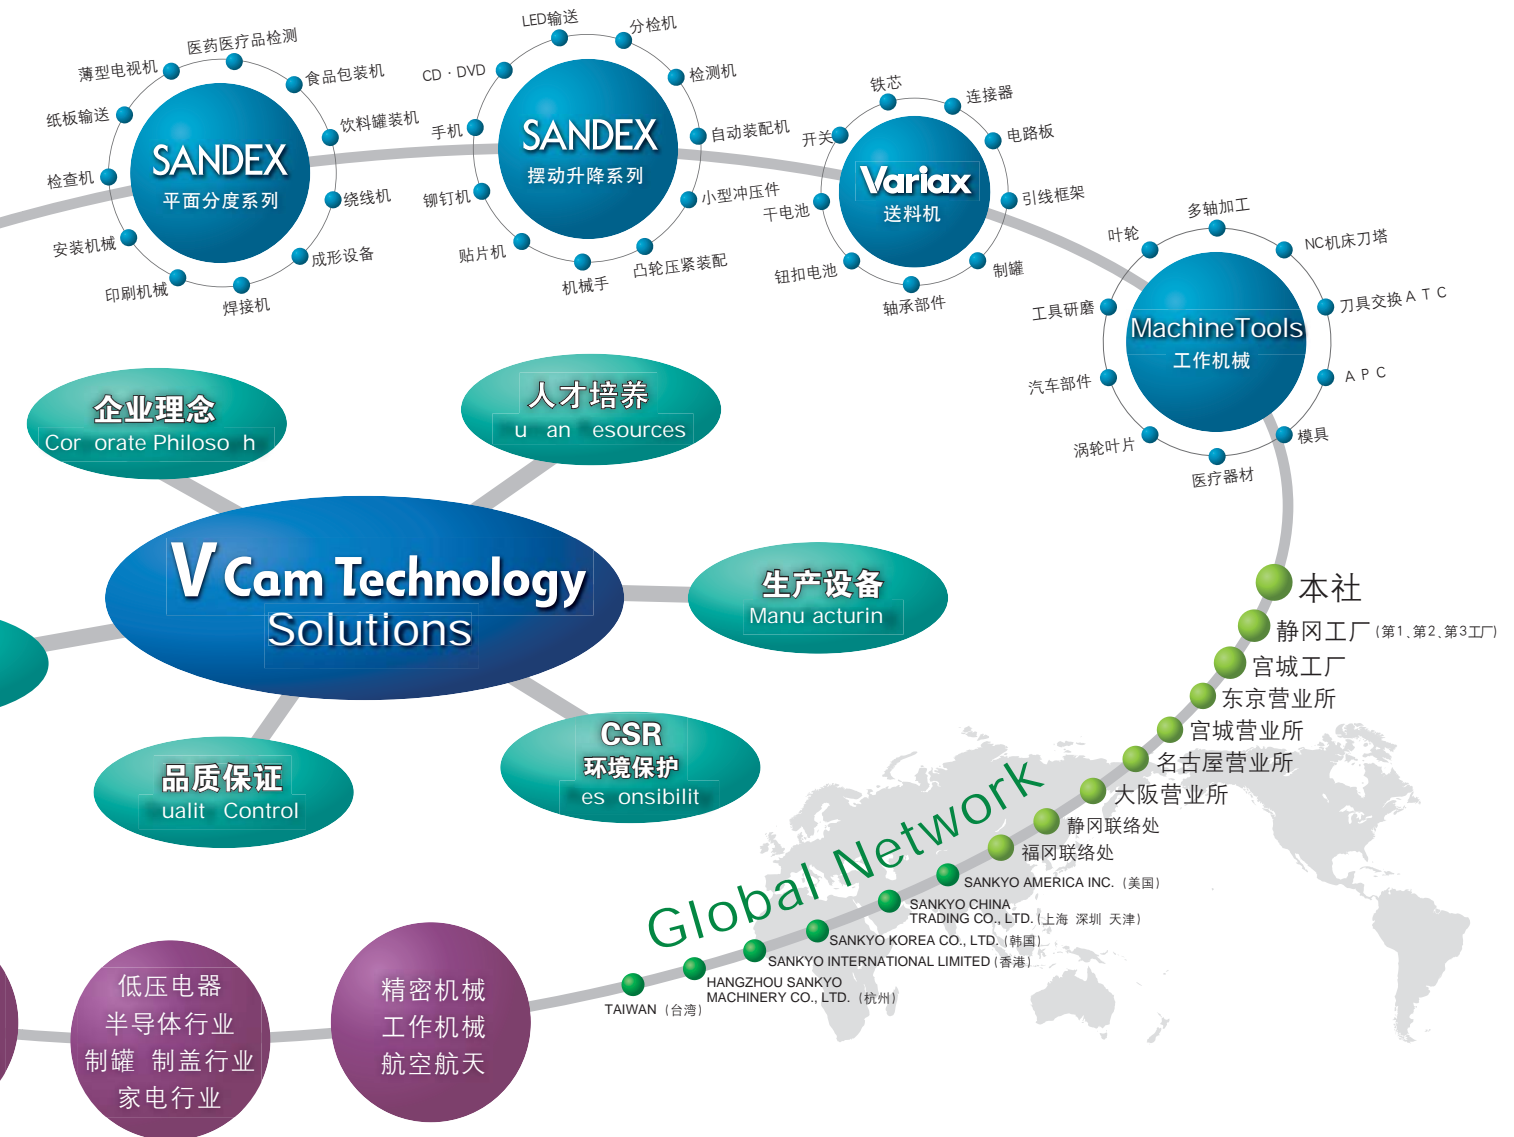 医药医疗品检测
薄型电视机
食品包装机
纸板输送
饮料罐装机
检查机
绕线机
安装机械
成形设备
印刷机械
焊接机
SANDEX
平面分度系列
LED输送
分检机
CD · DVD
检测机
手机
自动装配机
铆钉机
小型冲压件
贴片机
凸轮压紧装配
机械手
SANDEX
摆动升降系列
铁芯
连接器
开关
电路板
干电池
引线框架
钮扣电池
制罐
轴承部件
Variax
送料机
多轴加工
叶轮
NC机床刀塔
工具研磨
刀具交换ATC
汽车部件
APC
涡轮叶片
模具
医疗器材
MachineTools
工作机械
企业理念
Cor orate Philoso h
人才培养
u an esources
V Cam Technology
Solutions
生产设备
Manu acturin
品质保证
ualit Control
CSR
环境保护
es onsibilit
本社
静冈工厂(第1、第2、第3工厂)
宫城工厂
东京营业所
宫城营业所
名古屋营业所
大阪营业所
静冈联络处
福冈联络处
Global Network
SANKYO AMERICA INC. (美国)
SANKYO CHINA
TRADING CO., LTD. (上海 深圳 天津)
SANKYO KOREA CO., LTD. (韩国)
SANKYO INTERNATIONAL LIMITED (香港)
HANGZHOU SANKYO
MACHINERY CO., LTD. (杭州)
TAIWAN (台湾)
低压电器
半导体行业
制罐 制盖行业
家电行业
精密机械
工作机械
航空航天